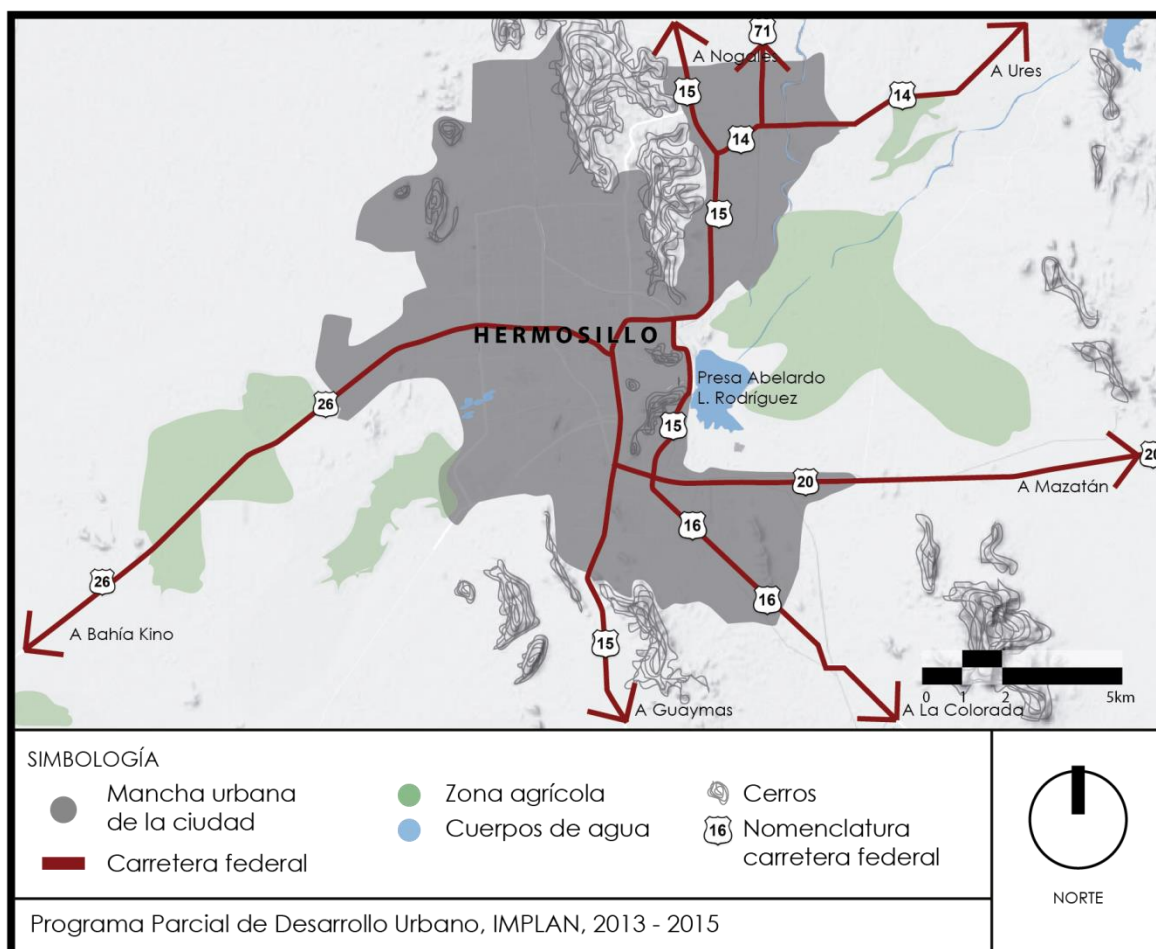 71
A Nogales
A Ures
15
14
14
15
HERMOSILLO
Presa Abelardo
L. Rodríguez
26
15
20
A Mazatán
20
16
26
16
A Bahía Kino
15
0 1 2 5km
A Guaymas
A La Colorada
SIMBOLOGÍA
Mancha urbana
de la ciudad
Zona agrícola
Cerros
Cuerpos de agua
16
Nomenclatura
carretera federal
Carretera federal
NORTE
Programa Parcial de Desarrollo Urbano, IMPLAN, 2013 - 2015